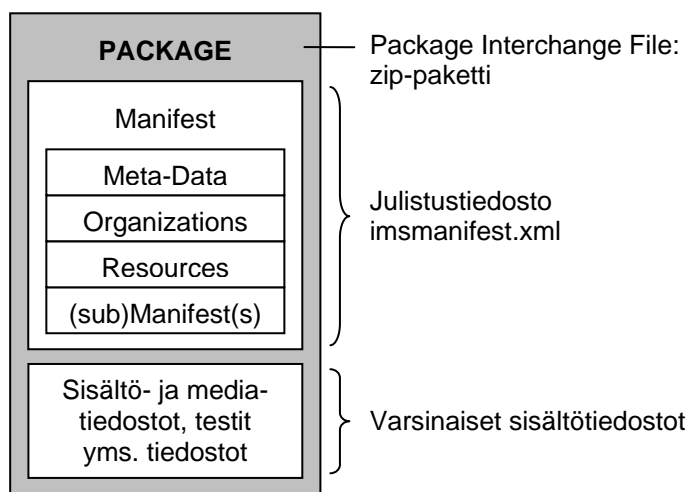 PACKAGE
Package Interchange File:
zip-paketti
Manifest
Meta-Data
Organizations
Resources
(sub)Manifest(s)
Julistustiedosto
imsmanifest.xml
Sisältö- ja media-
tiedostot, testit
yms. tiedostot
Varsinaiset sisältötiedostot